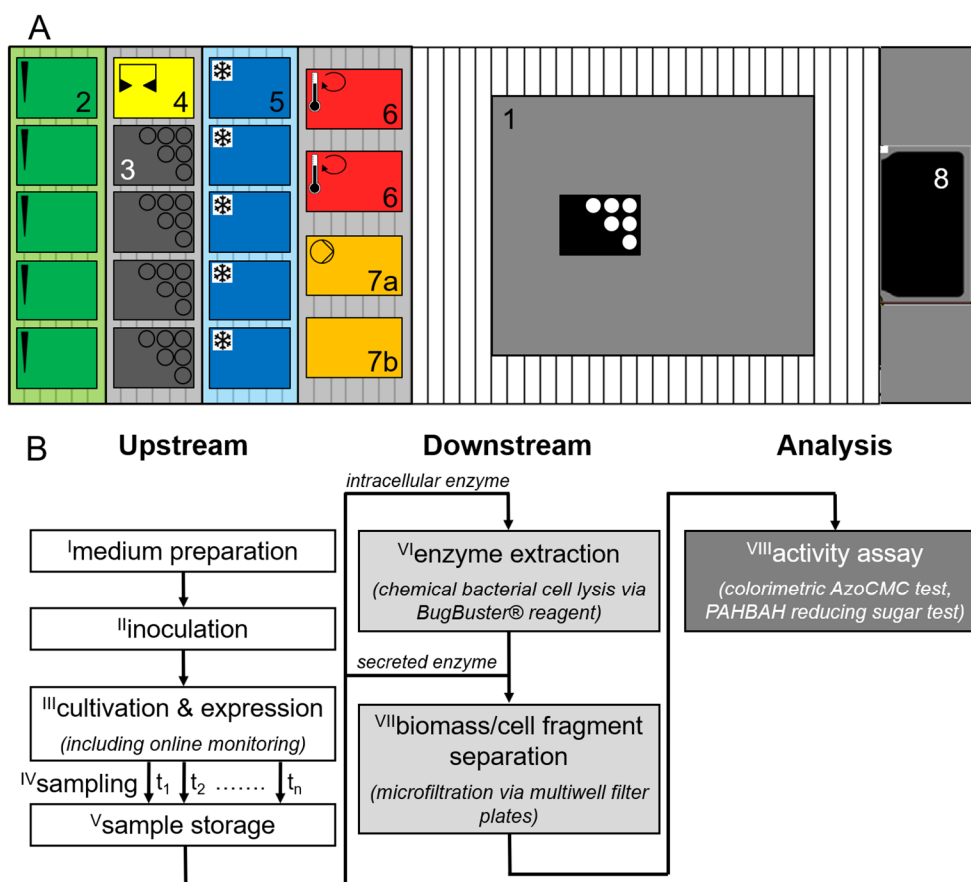 A
2
4
5
6
1
8
3
6
7a
7b
B
Upstream
Downstream
Analysis
intracellular enzyme
Imedium preparation
VIenzyme extraction
(chemical bacterial cell lysis via
BugBuster® reagent)
VIIIactivity assay
(colorimetric AzoCMC test,
PAHBAH reducing sugar test)
IIinoculation
secreted enzyme
IIIcultivation & expression
(including online monitoring)
VIIbiomass/cell fragment
separation
(microfiltration via multiwell filter
plates)
IVsampling t1 t2 ....... tn
Vsample storage